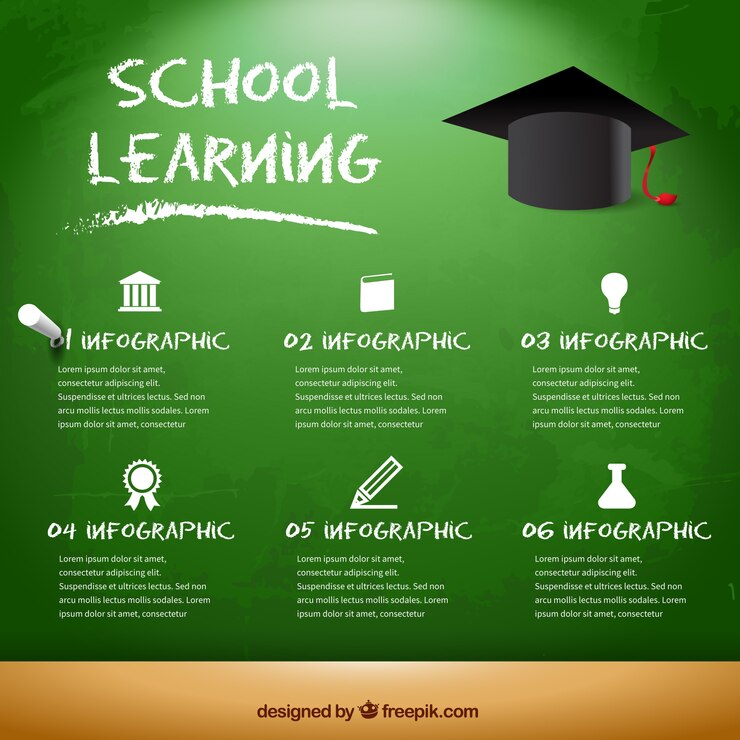 SCHOOL
LEARNING
01 INFOGRAPHIC
Lorem ipsum dolor sit amet,
consectetur adipiscing elit.
Suspendisse et ultrices lectus. Sed non
arcu mollis lectus mollis sodales. Lorem
ipsum dolor sit amet, consectetur
02 INFOGRAPHIC
Lorem ipsum dolor sit amet,
consectetur adipiscing elit.
Suspendisse et ultrices lectus. Sed non
arcu mollis lectus mollis sodales. Lorem
ipsum dolor sit amet, consectetur
03 INFOGRAPHIC
Lorem ipsum dolor sit amet,
consectetur adipiscing elit.
Suspendisse et ultrices lectus. Sed non
arcu mollis lectus mollis sodales. Lorem
ipsum dolor sit amet, consectetur
04 INFOGRAPHIC
Lorem ipsum dolor sit amet,
consectetur adipiscing elit.
Suspendisse et ultrices lectus. Sed non
arcu mollis lectus mollis sodales. Lorem
ipsum dolor sit amet, consectetur
05 INFOGRAPHIC
Lorem ipsum dolor sit amet,
consectetur adipiscing elit.
Suspendisse et ultrices lectus. Sed non
arcu mollis lectus mollis sodales. Lorem
ipsum dolor sit amet, consectetur
06 INFOGRAPHIC
Lorem ipsum dolor sit amet,
consectetur adipiscing elit.
Suspendisse et ultrices lectus. Sed non
arcu mollis lectus mollis sodales. Lorem
ipsum dolor sit amet, consectetur
designed by freepik.com